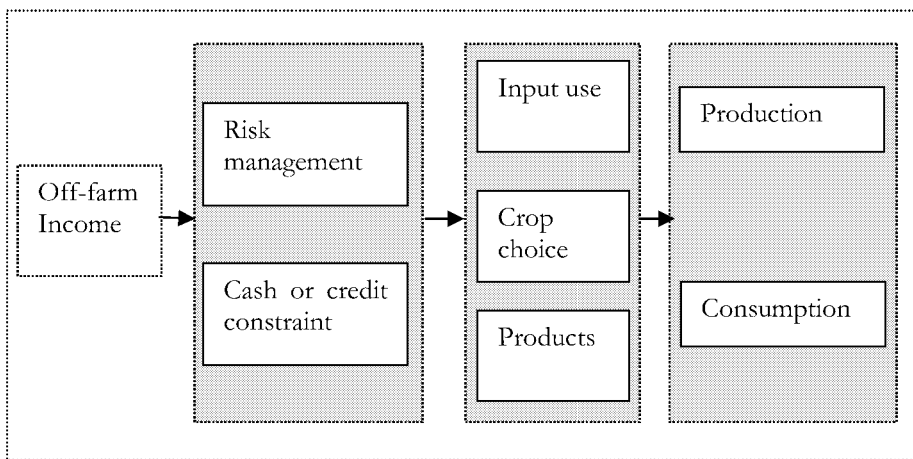 Off-farm
Income
Risk
management
Cash or credit
constraint
Input use
Crop
choice
Products
Production
Consumption